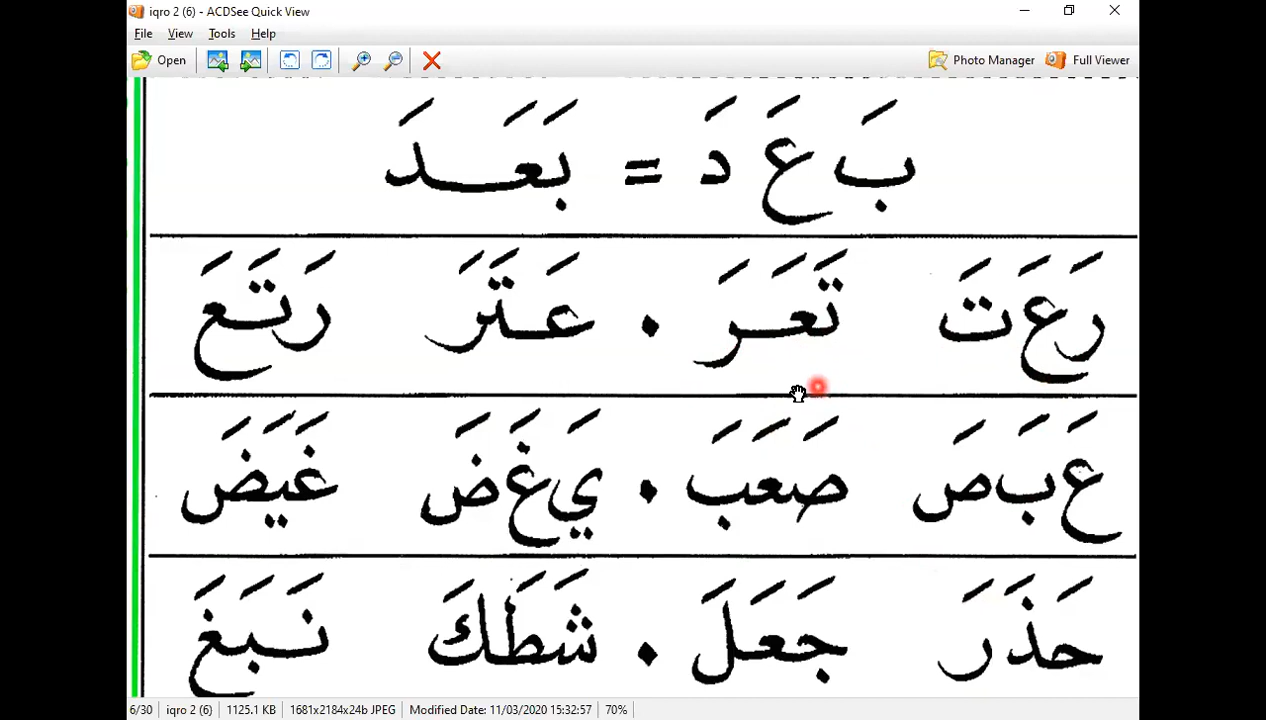 iqro 2 (6) - ACDSee Quick View
File View Tools Help
Open Photo Manager Full Viewer
بَ عَ دَ = بَعَدَ
رَ عَ تَ تَعَرَ . عَتَرَ رَتَعَ
عَ بَ صَ صَعَبَ . يَ غَ ضَ غَيَضَ
حَذَرَ جَعَلَ . شَطَكَ نَبَغَ
6/30 iqro 2 (6) 1125.1 KB 1681x2184x24b JPEG Modified Date: 11/03/2020 15:32:57 70%